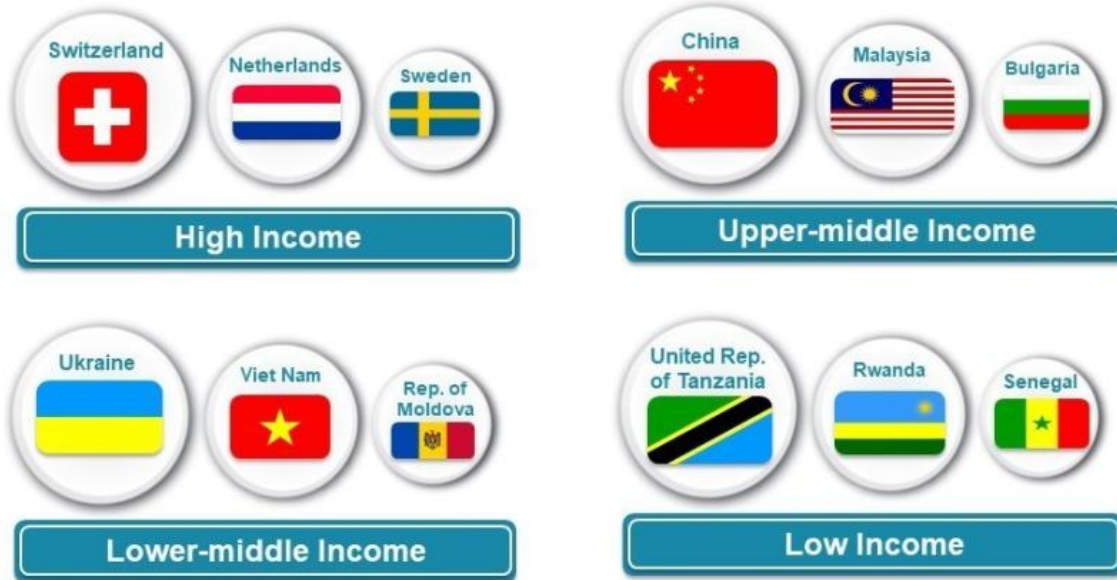 Switzerland
Netherlands
Sweden
High Income
China
Malaysia
Bulgaria
Upper-middle Income
Ukraine
Viet Nam
Rep. of
Moldova
Lower-middle Income
United Rep.
of Tanzania
Rwanda
Senegal
Low Income